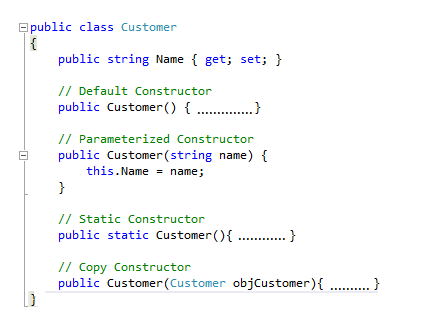 public class Customer
{
public string Name { get; set; }
// Default Constructor
public Customer() { .............. }
// Parameterized Constructor
public Customer(string name) {
this.Name = name;
}
// Static Constructor
public static Customer(){ ............ }
// Copy Constructor
public Customer(Customer objCustomer){ .......... }
}